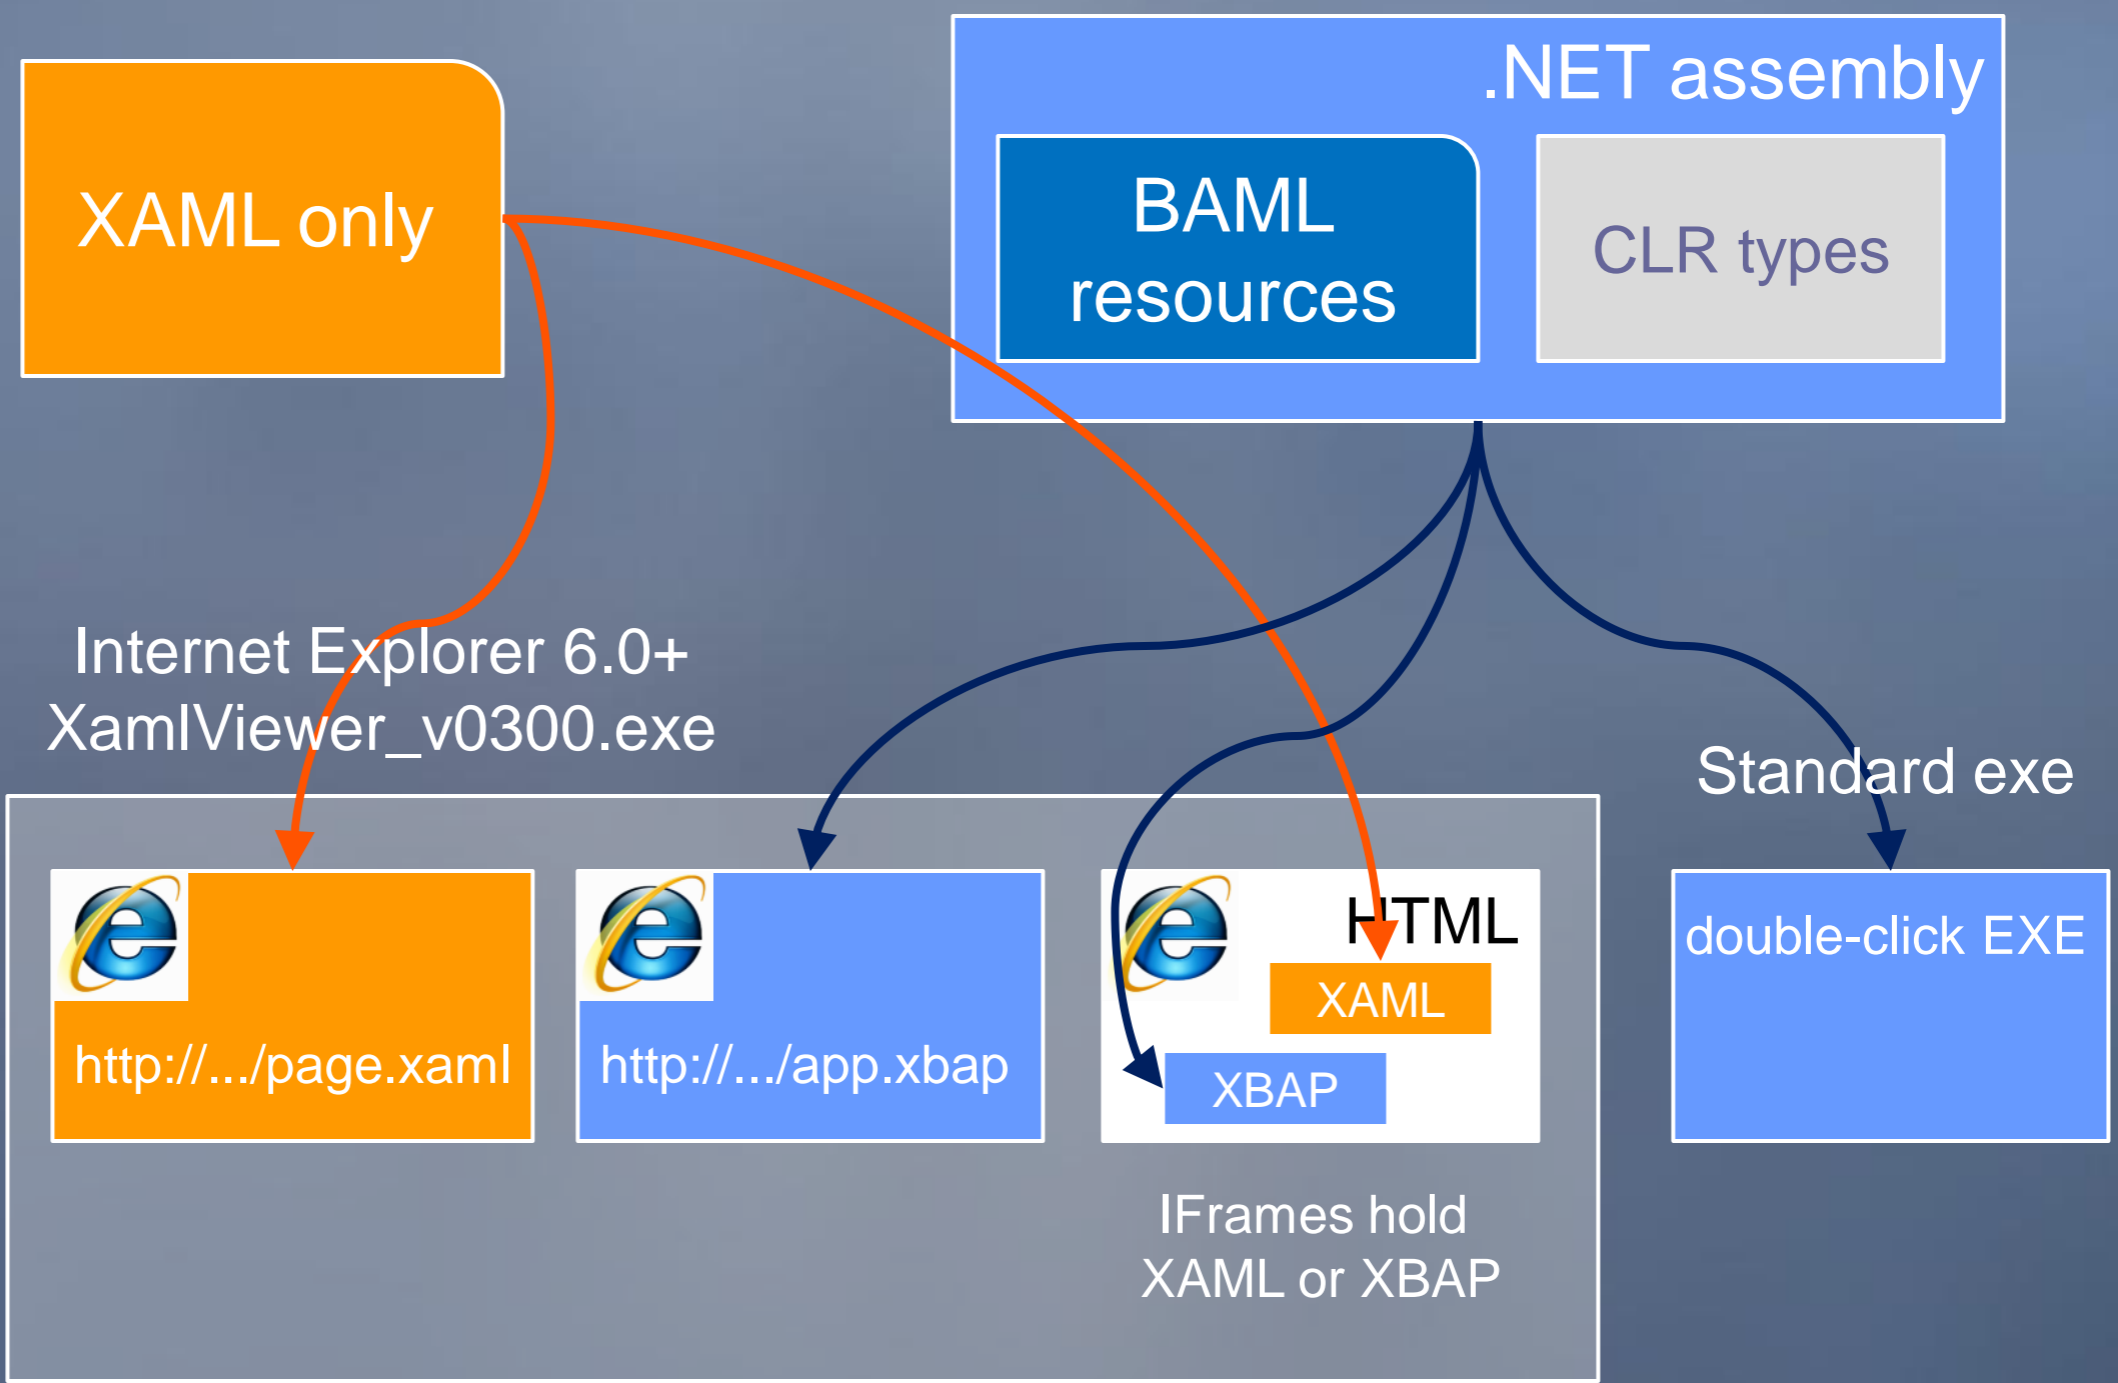 XAML only
.NET assembly
BAML
resources
CLR types
Internet Explorer 6.0+
XamlViewer_v0300.exe
Standard exe
http://.../page.xaml
http://.../app.xbap
HTML
XAML
XBAP
IFrames hold
XAML or XBAP
double-click EXE